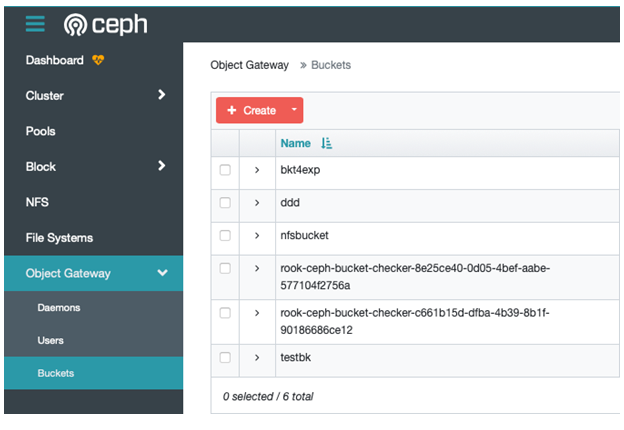 ceph
Dashboard
Cluster
Pools
Block
NFS
File Systems
Object Gateway
Daemons
Users
Buckets
Object Gateway » Buckets
+ Create
Name
bkt4exp
ddd
nfsbucket
rook-ceph-bucket-checker-8e25ce40-0d05-4bef-aabe-
577104f2756a
rook-ceph-bucket-checker-c661b15d-dfba-4b39-8b1f-
90186686ce12
testbk
0 selected / 6 total